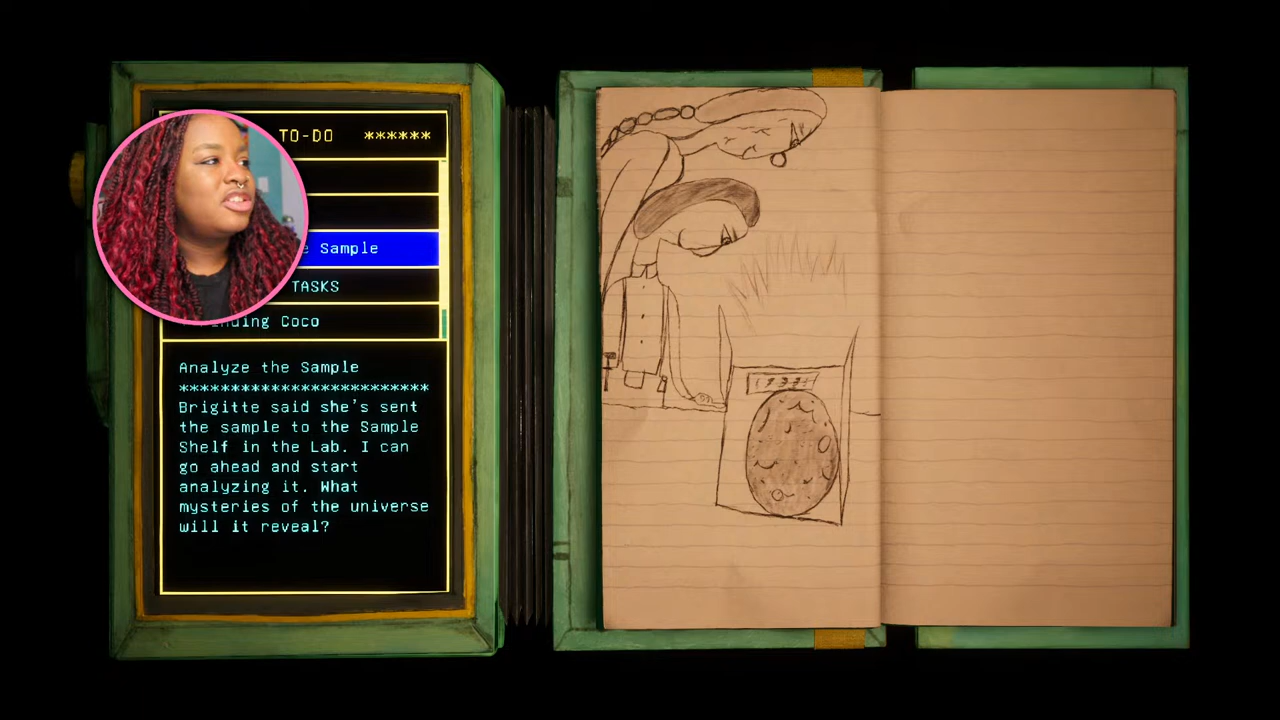 TO-DO ******
Sample
TASKS
Coco
Analyze the Sample
************************
Brigitte said she's sent
the sample to the Sample
Shelf in the Lab. I can
go ahead and start
analyzing it. What
mysteries of the universe
will it reveal?